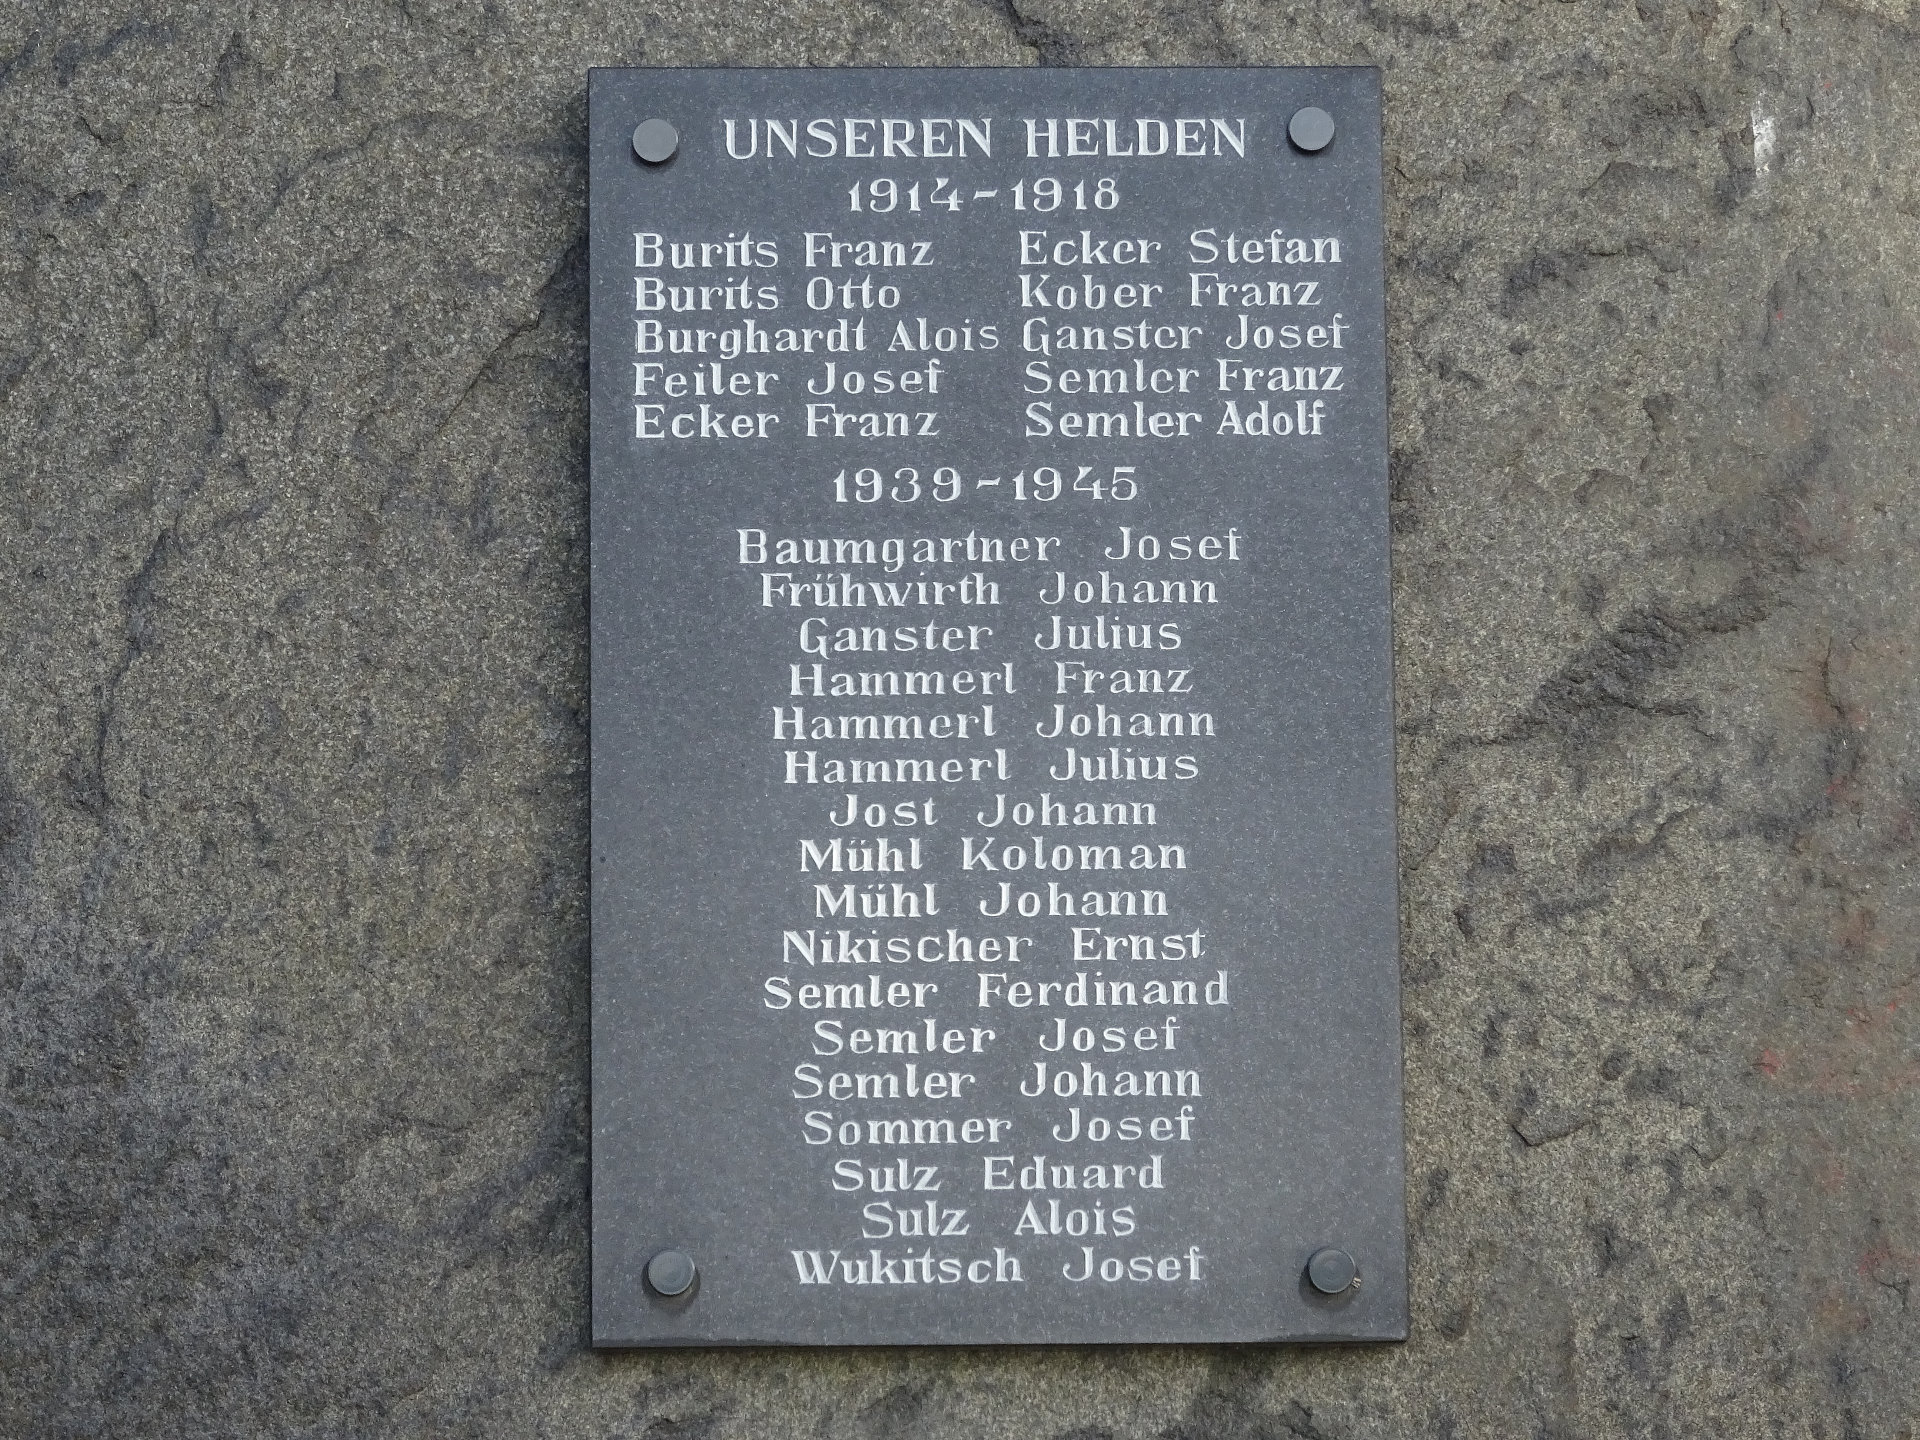 UNSEREN HELDEN
1914-1918
Burits Franz Ecker Stefan
Burits Otto Kober Franz
Burghardt Alois Ganster Josef
Feiler Josef Semler Franz
Ecker Franz Semler Adolf
1939-1945
Baumgartner Josef
Frühwirth Johann
Ganster Julius
Hammerl Franz
Hammerl Johann
Hammerl Julius
Jost Johann
Mühl Koloman
Mühl Johann
Nikischer Ernst
Semler Ferdinand
Semler Josef
Semler Johann
Sommer Josef
Sulz Eduard
Sulz Alois
Wukitsch Josef